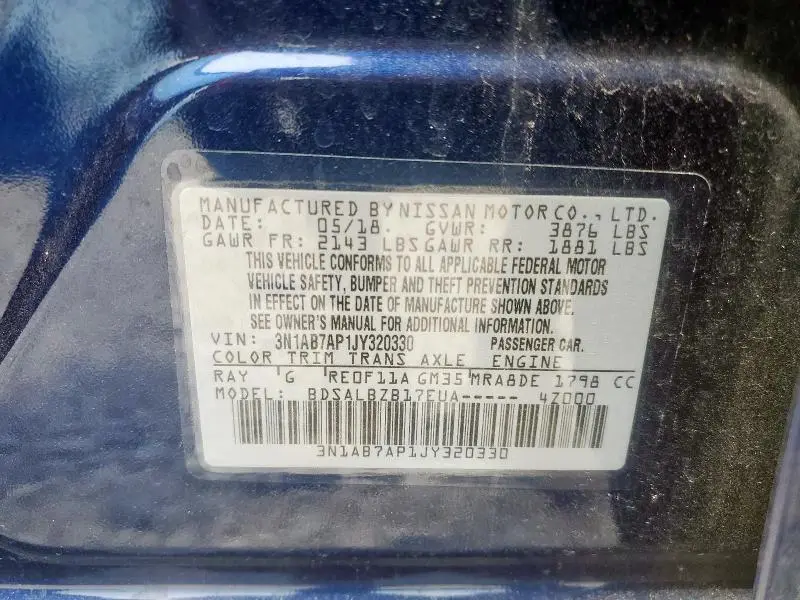 MANUFACTURED BY NISSAN MOTOR CO., LTD.
DATE: 05/18. GVWR: 3876 LBS
GAWR FR: 2143 LBS GAWR RR: 1881 LBS
THIS VEHICLE CONFORMS TO ALL APPLICABLE FEDERAL MOTOR
VEHICLE SAFETY, BUMPER AND THEFT PREVENTION STANDARDS
IN EFFECT ON THE DATE OF MANUFACTURE SHOWN ABOVE.
SEE OWNER'S MANUAL FOR ADDITIONAL INFORMATION.
VIN: 3N1AB7AP1JY320330 PASSENGER CAR.
COLOR TRIM TRANS AXLE ENGINE
RAY G RE0F11A GM35 MRA8DE 1798 CC
MODEL: BDSALBZB17EUA----- 4Z000
3N1AB7AP1JY320330